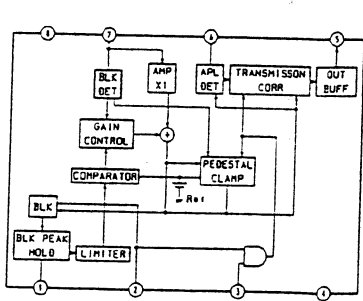 8 7 6 5
BLK DET
AMP X1
APL DET
TRANSMISSON CORR
OUT BUFF
GAIN CONTROL
+
COMPARATOR
PEDESTAL CLAMP
Ref
BLK
BLK PEAK HOLD
LIMITER
1 2 3 4